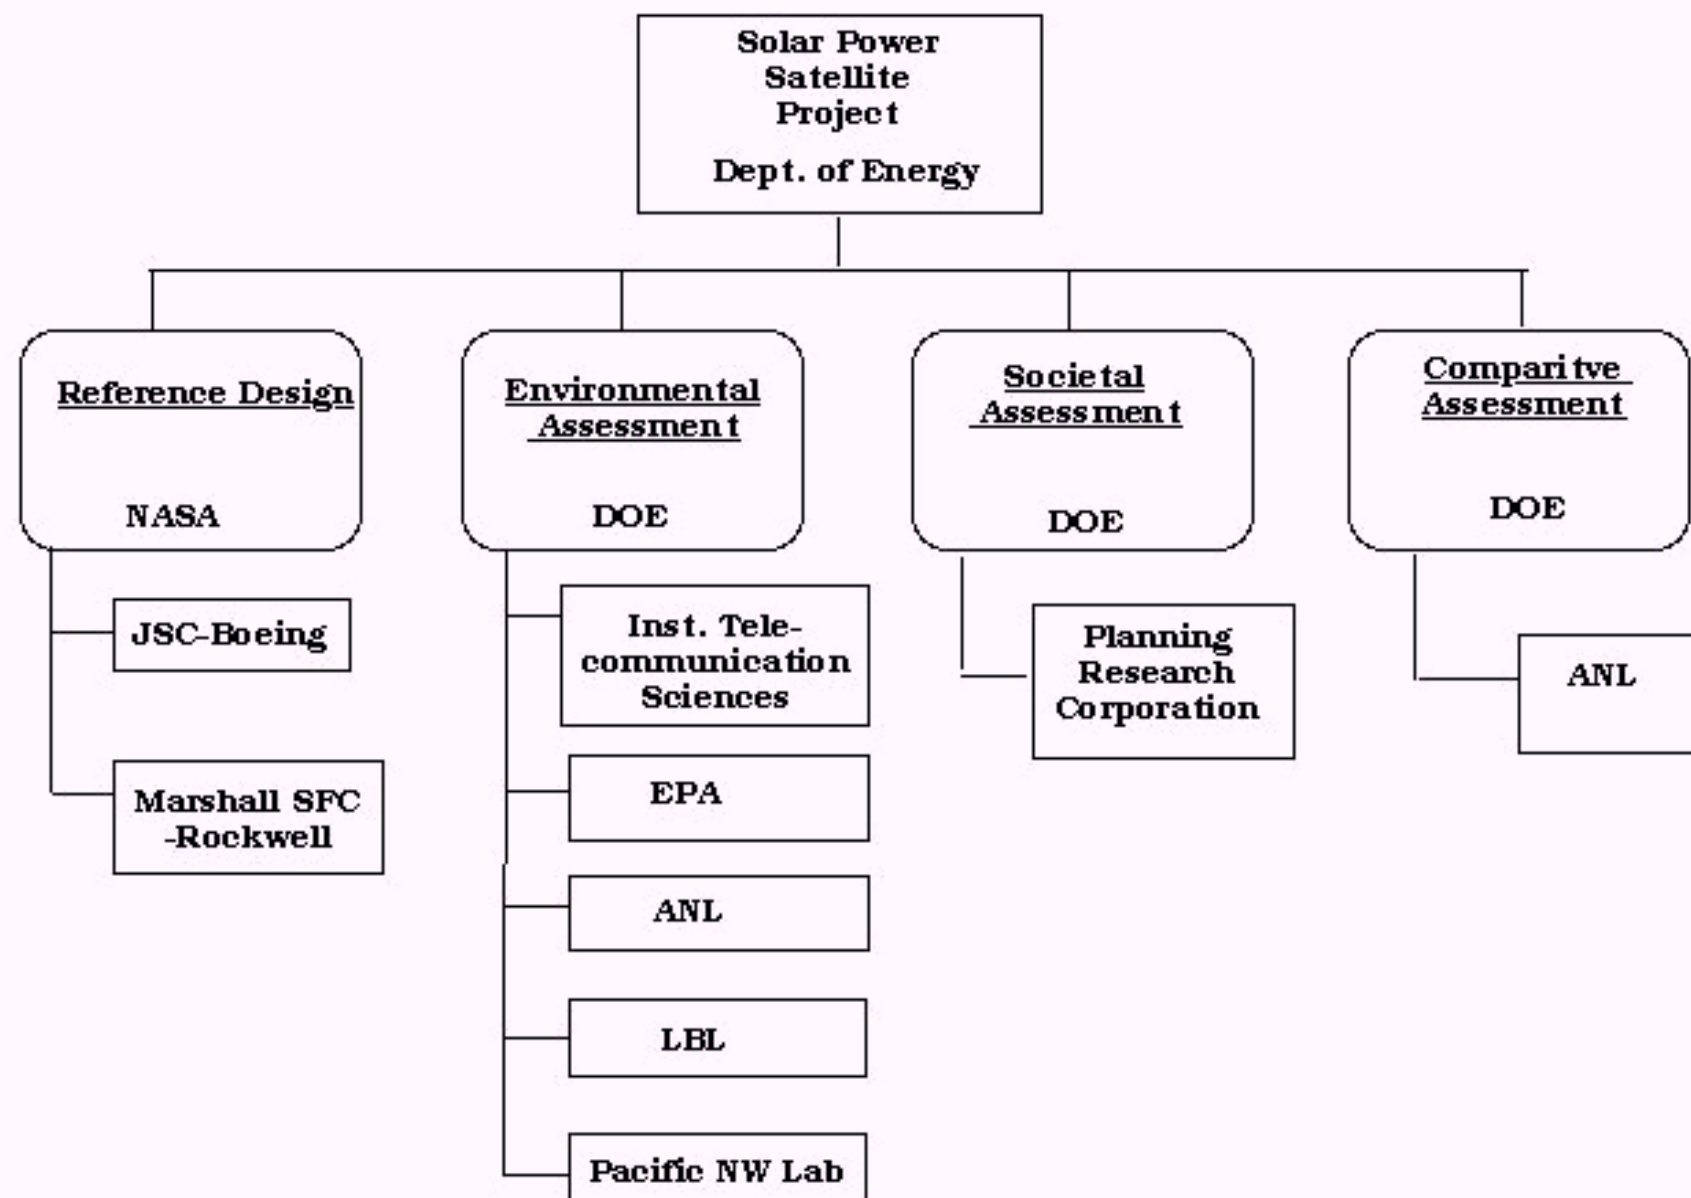 Solar Power
Satellite
Project
Dept. of Energy
Reference Design
NASA
JSC-Boeing
Marshall SFC
-Rockwell
Environmental
Assessment
DOE
Inst. Tele-
communication
Sciences
EPA
ANL
LBL
Pacific NW Lab
Societal
Assessment
DOE
Planning
Research
Corporation
Comparitve
Assessment
DOE
ANL